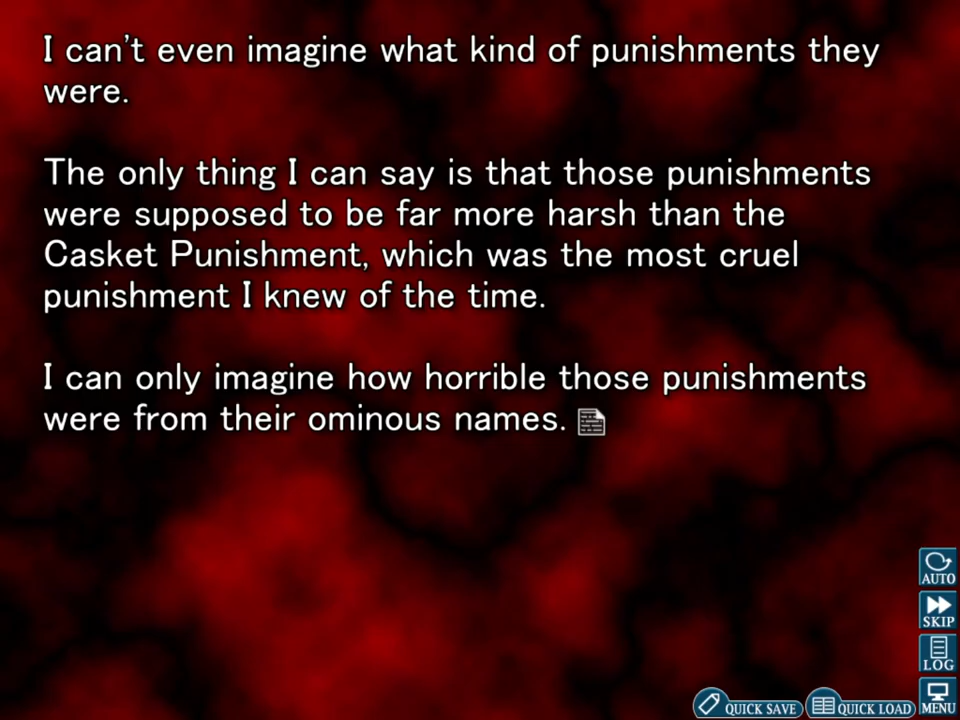 I can't even imagine what kind of punishments they
were.
The only thing I can say is that those punishments
were supposed to be far more harsh than the
Casket Punishment, which was the most cruel
punishment I knew of the time.
I can only imagine how horrible those punishments
were from their ominous names.
AUTO
SKIP
LOG
QUICK SAVE QUICK LOAD MENU